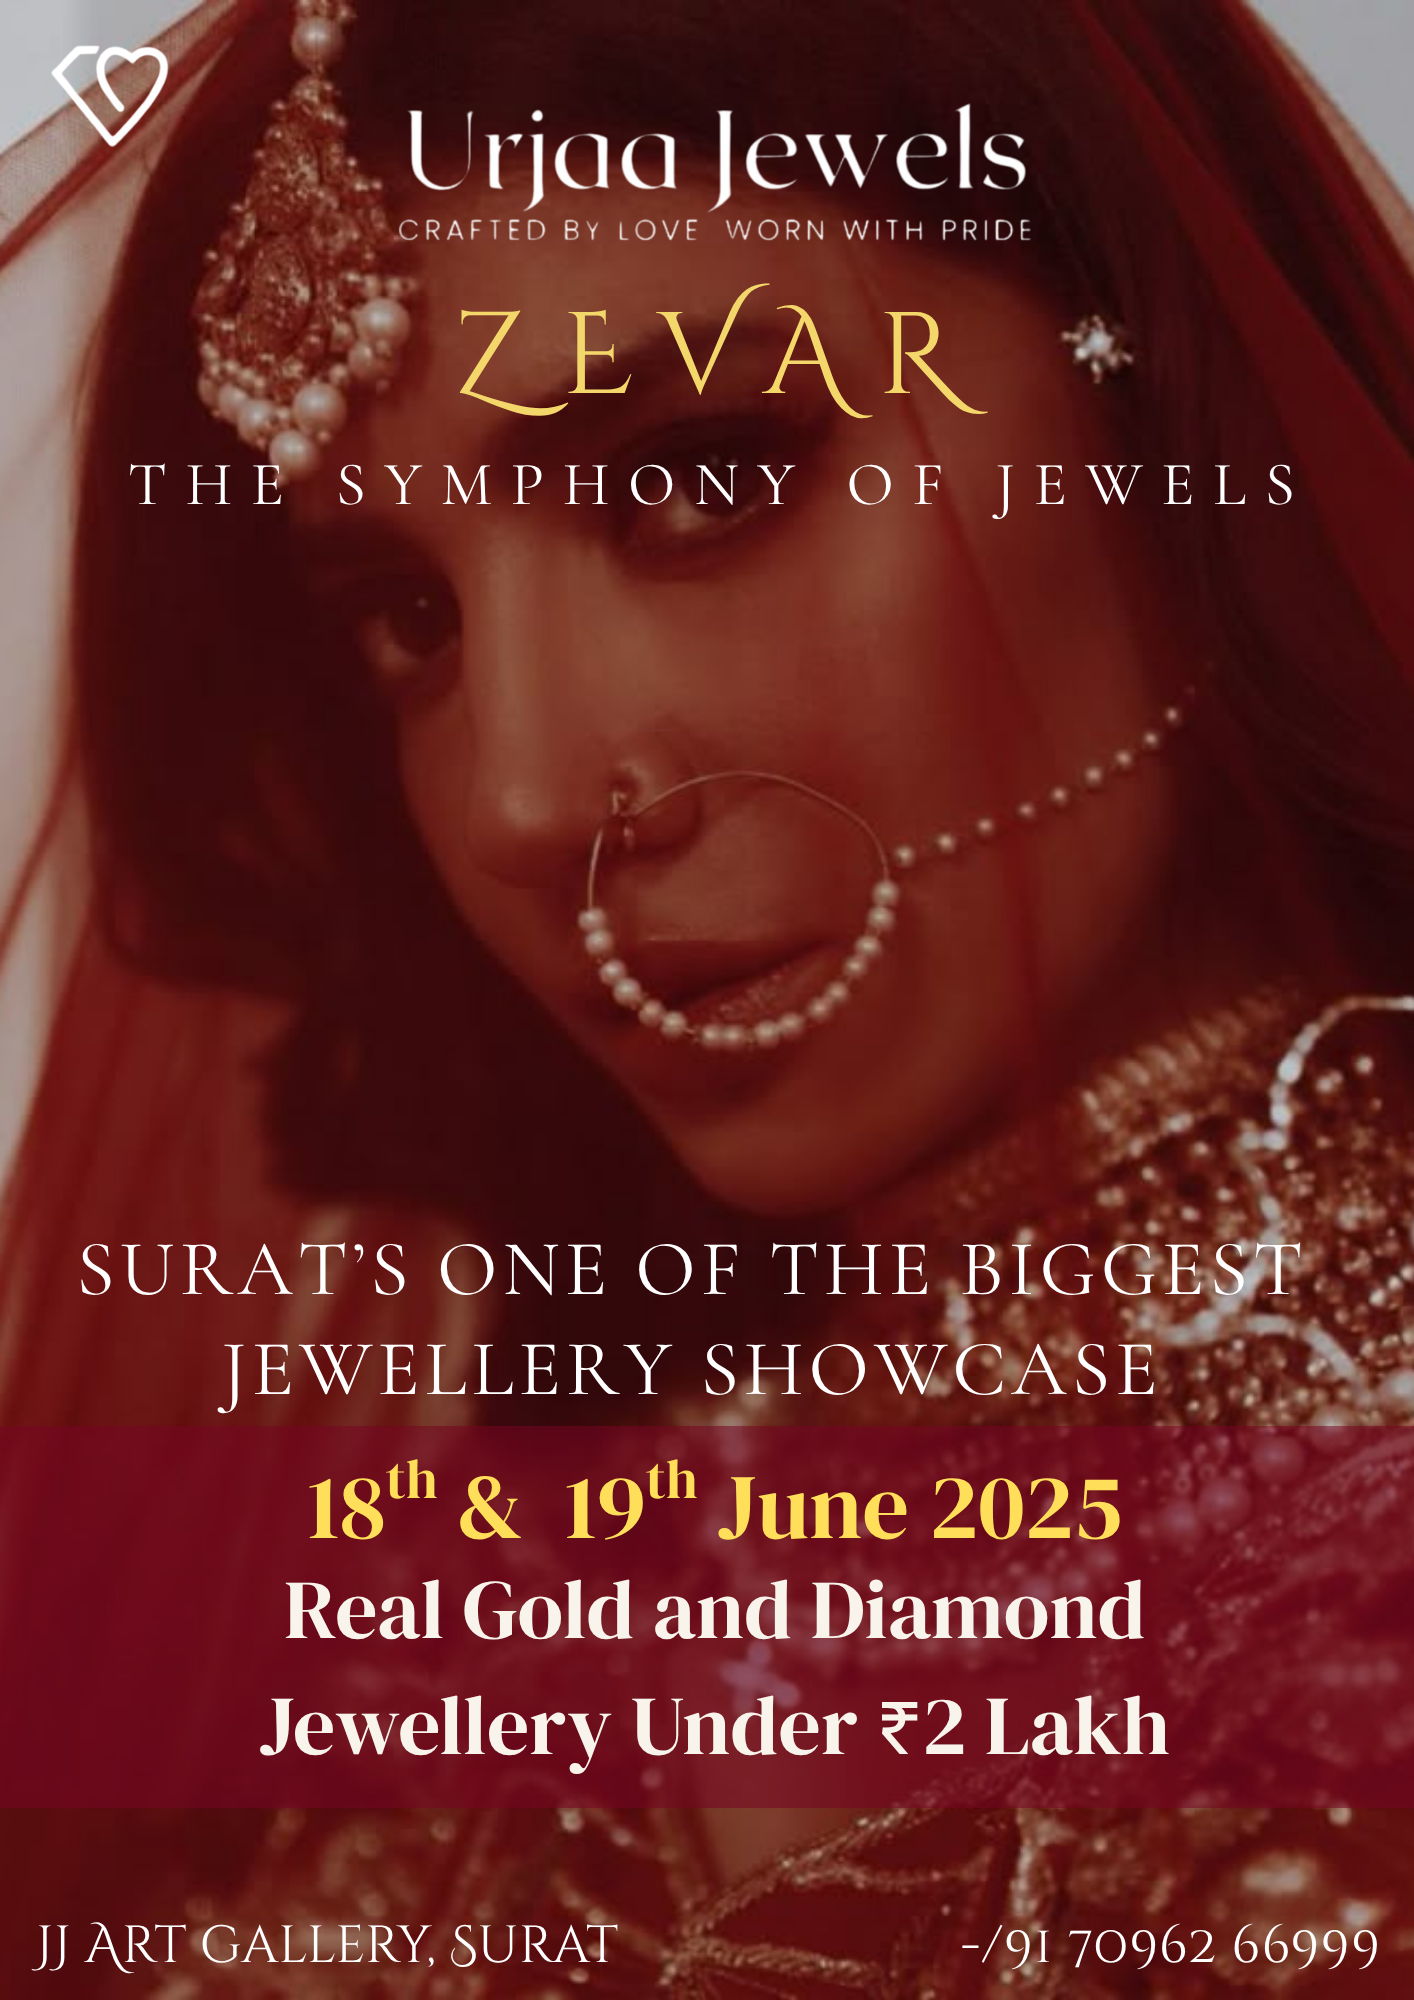 Urjaa Jewels
CRAFTED BY LOVE WORN WITH PRIDE
ZEVAR
THE SYMPHONY OF JEWELS
SURAT'S ONE OF THE BIGGEST
JEWELLERY SHOWCASE
18th & 19th June 2025
Real Gold and Diamond
Jewellery Under ₹2 Lakh
JJ ART GALLERY, SURAT
-/91 70962 66999